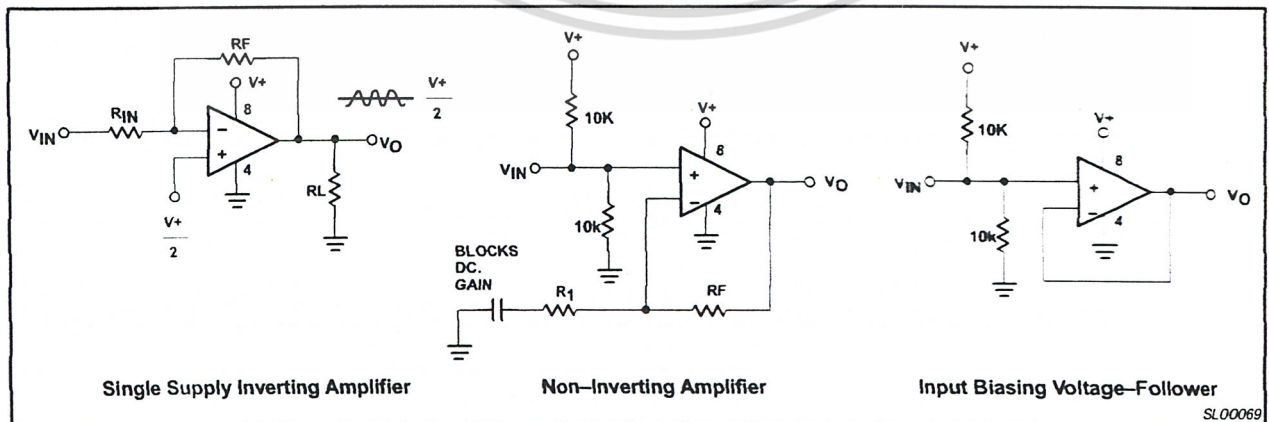 RF
V+
8
RIN
VIN
−
+
4
VO
RL
V+
2
V+
2
Single Supply Inverting Amplifier
V+
10K
V+
8
VIN
+
−
4
VO
10k
BLOCKS
DC.
GAIN
R1
RF
Non–Inverting Amplifier
V+
10K
V+
8
VIN
+
−
4
VO
10k
Input Biasing Voltage–Follower
SL00069